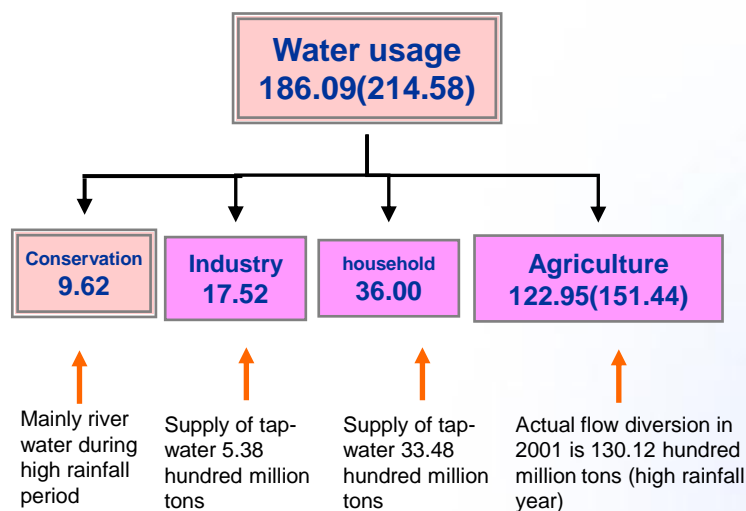 Water usage
186.09(214.58)
Conservation
9.62
Industry
17.52
household
36.00
Agriculture
122.95(151.44)
Mainly river
water during
high rainfall
period
Supply of tap-
water 5.38
hundred million
tons
Supply of tap-
water 33.48
hundred million
tons
Actual flow diversion in
2001 is 130.12 hundred
million tons (high rainfall
year)